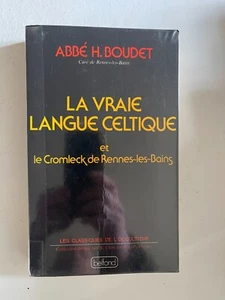 ABBÉ H. BOUDET
Curé de Rennes-les-Bains
LA VRAIE
LANGUE CELTIQUE
et
le Cromleck de Rennes-les-Bains
LES CLASSIQUES DE L'OCCULTISME
belfond